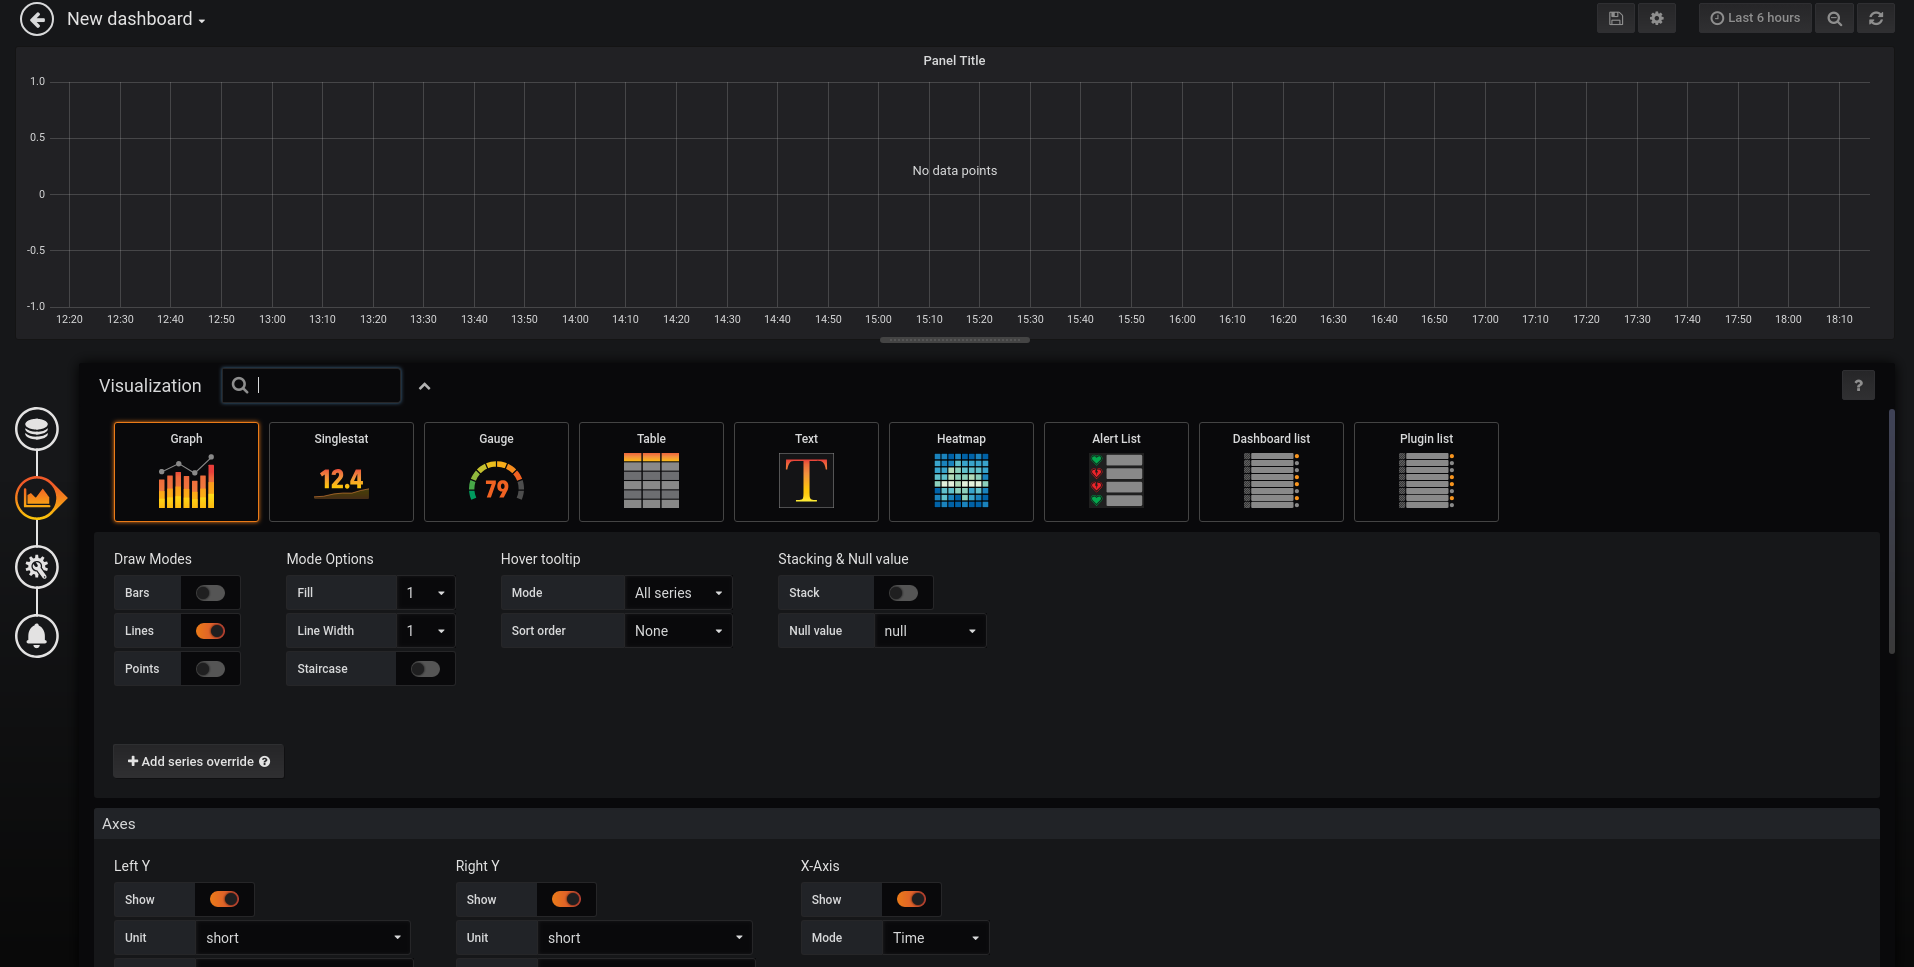 New dashboard
Last 6 hours
Panel Title
1.0
0.5
0
-0.5
-1.0
No data points
12:20 12:30 12:40 12:50 13:00 13:10 13:20 13:30 13:40 13:50 14:00 14:10 14:20 14:30 14:40 14:50 15:00 15:10 15:20 15:30 15:40 15:50 16:00 16:10 16:20 16:30 16:40 16:50 17:00 17:10 17:20 17:30 17:40 17:50 18:00 18:10
Visualization
?
Graph Singlestat Gauge Table Text Heatmap Alert List Dashboard list Plugin list
12.4 79 T
Draw Modes Mode Options Hover tooltip Stacking & Null value
Bars Fill 1 Mode All series Stack
Lines Line Width 1 Sort order None Null value null
Points Staircase
+ Add series override ?
Axes
Left Y Right Y X-Axis
Show Show Show
Unit short Unit short Mode Time